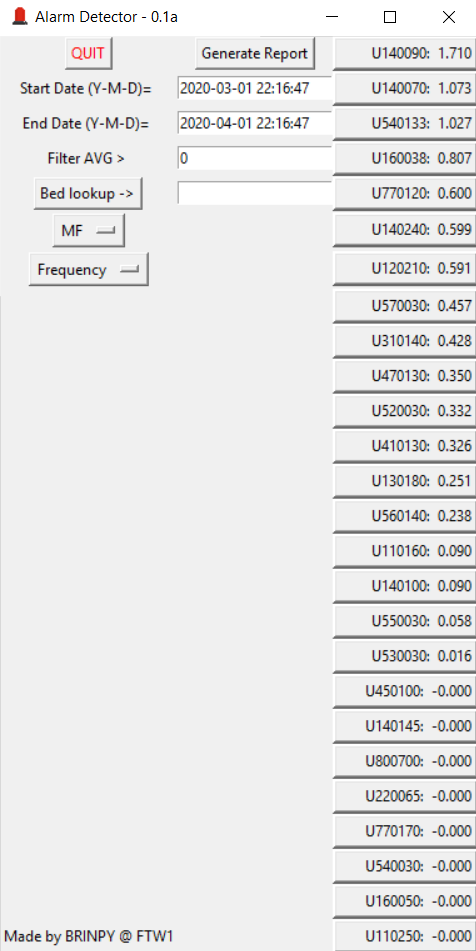 Alarm Detector - 0.1a
QUIT
Generate Report
Start Date (Y-M-D)=
2020-03-01 22:16:47
End Date (Y-M-D)=
2020-04-01 22:16:47
Filter AVG >
0
Bed lookup ->
MF
Frequency
U140090: 1.710
U140070: 1.073
U540133: 1.027
U160038: 0.807
U770120: 0.600
U140240: 0.599
U120210: 0.591
U570030: 0.457
U310140: 0.428
U470130: 0.350
U520030: 0.332
U410130: 0.326
U130180: 0.251
U560140: 0.238
U110160: 0.090
U140100: 0.090
U550030: 0.058
U530030: 0.016
U450100: -0.000
U140145: -0.000
U800700: -0.000
U220065: -0.000
U770170: -0.000
U540030: -0.000
U160050: -0.000
U110250: -0.000
Made by BRINPY @ FTW1